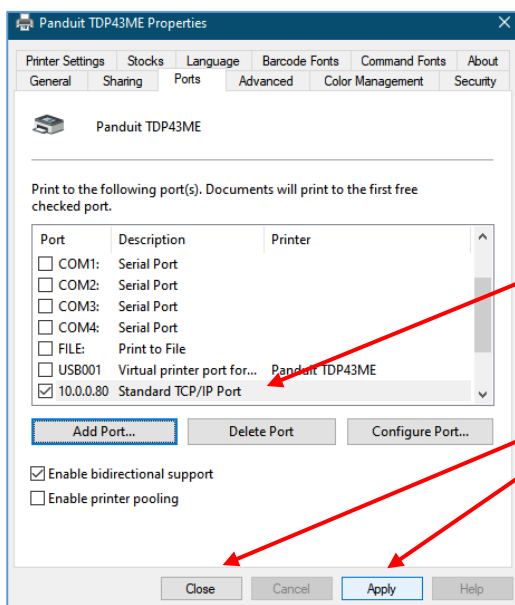 Panduit TDP43ME Properties
Printer Settings Stocks Language Barcode Fonts Command Fonts About
General Sharing Ports Advanced Color Management Security
Panduit TDP43ME
Print to the following port(s). Documents will print to the first free
checked port.
Port Description Printer
COM1: Serial Port
COM2: Serial Port
COM3: Serial Port
COM4: Serial Port
FILE: Print to File
USB001 Virtual printer port for... Panduit TDP43ME
10.0.0.80 Standard TCP/IP Port
Add Port... Delete Port Configure Port...
Enable bidirectional support
Enable printer pooling
Close Cancel Apply Help